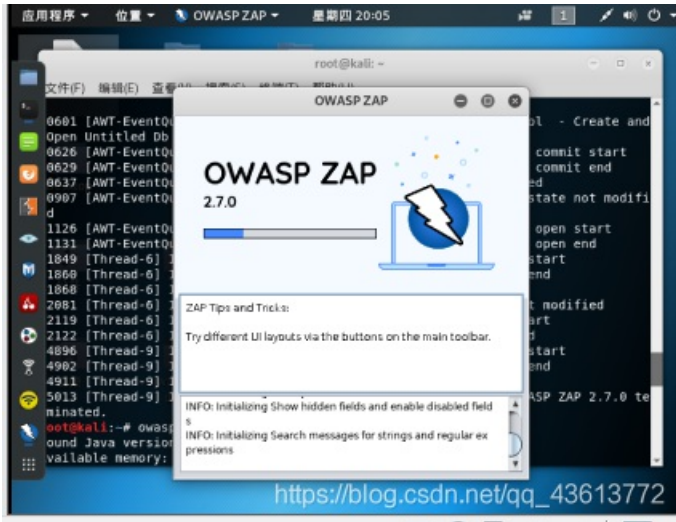 应用程序 位置 OWASP ZAP 星期四 20:05 1
root@kali: ~
文件(F) 编辑(E) 查看
OWASP ZAP
0601 [AWT-EventQu
ol - Create and
Open Untitled Db
0626 [AWT-EventQu
commit start
0629 [AWT-EventQu
commit end
0637 [AWT-EventQu
ed
0907 [AWT-EventQu
state not modifi
d
1126 [AWT-EventQu
open start
1131 [AWT-EventQu
open end
1849 [Thread-6]
start
1860 [Thread-6]
end
1868 [Thread-6]
2081 [Thread-6]
t modified
2119 [Thread-6]
art
2122 [Thread-6]
d
4896 [Thread-9]
start
4902 [Thread-9]
end
4911 [Thread-9]
5013 [Thread-9]
ASP ZAP 2.7.0 te
minated.
root@kali:~# owasp
ound Java version
vailable memory:
OWASP ZAP
2.7.0
ZAP Tips and Tricks:
Try different UI layouts via the buttons on the main toolbar.
INFO: Initializing Show hidden fields and enable disabled field
s
INFO: Initializing Search messages for strings and regular ex
pressions
https://blog.csdn.net/qq_43613772